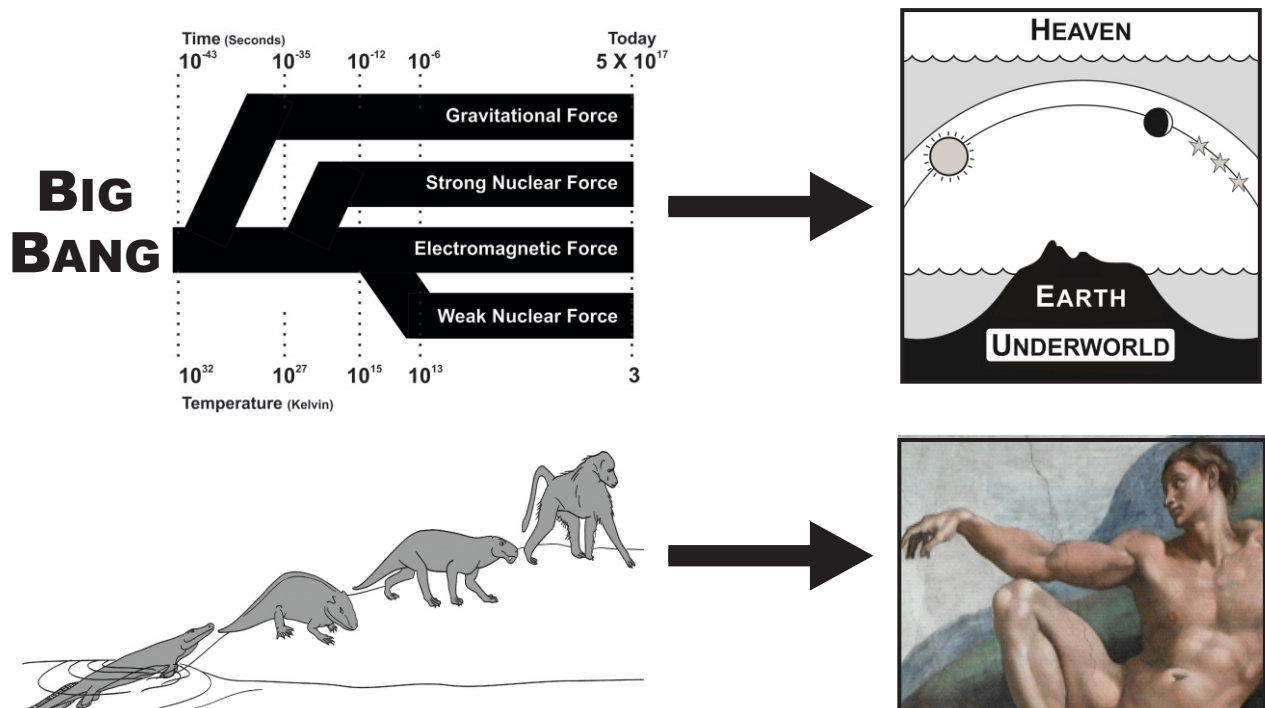 Time (Seconds)
Today
10⁻⁴³ 10⁻³⁵ 10⁻¹² 10⁻⁶ 5 X 10¹⁷
BIG
BANG
Gravitational Force
Strong Nuclear Force
Electromagnetic Force
Weak Nuclear Force
10³² 10²⁷ 10¹⁵ 10¹³ 3
Temperature (Kelvin)
HEAVEN
EARTH
UNDERWORLD